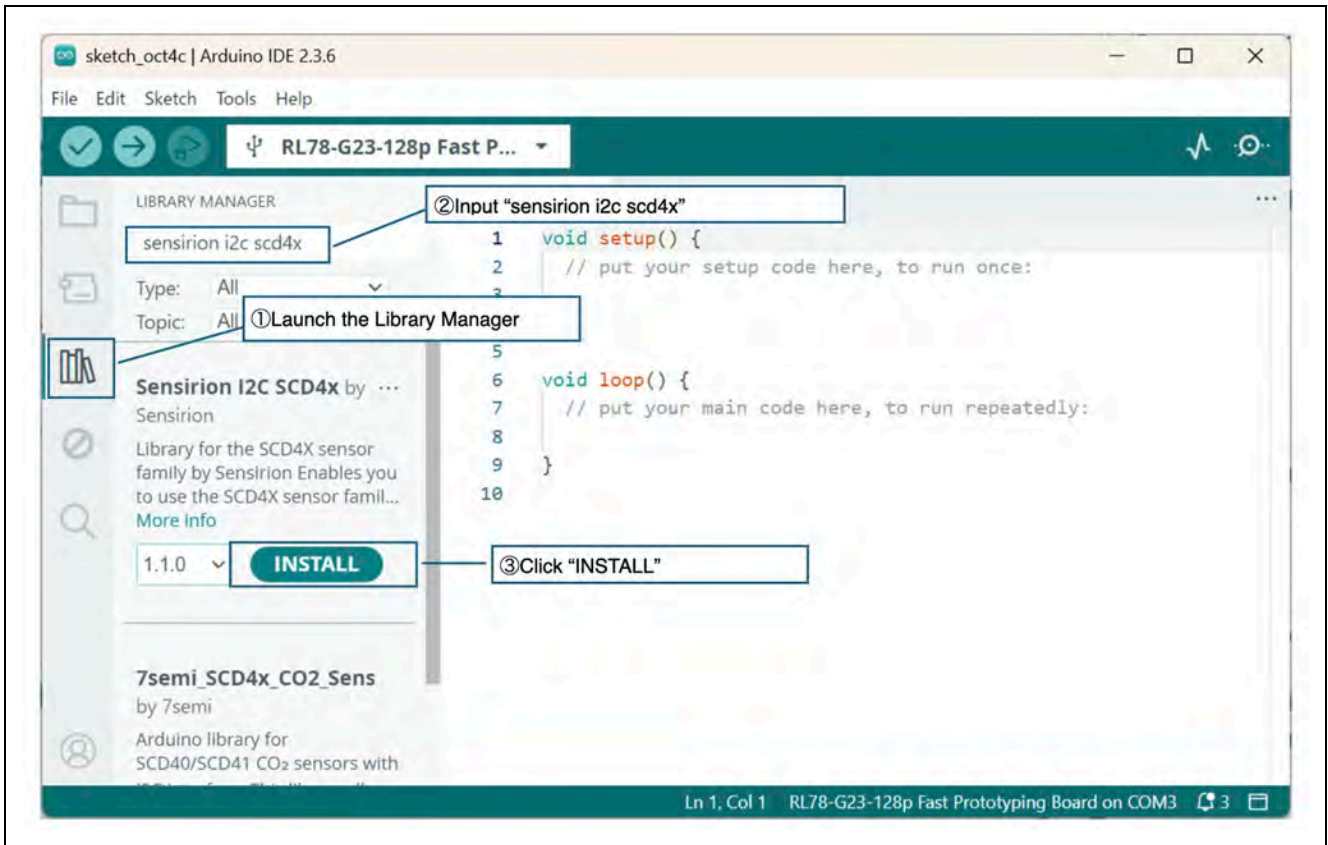 sketch_oct4c | Arduino IDE 2.3.6
File Edit Sketch Tools Help
RL78-G23-128p Fast P...
LIBRARY MANAGER
②Input “sensirion i2c scd4x”
sensirion i2c scd4x
Type: All
Topic: All
①Launch the Library Manager
Sensirion I2C SCD4x by ...
Sensirion
Library for the SCD4X sensor
family by Sensirion Enables you
to use the SCD4X sensor famil...
More Info
1.1.0
INSTALL
③Click “INSTALL”
7semi_SCD4x_CO2_Sens
by 7semi
Arduino library for
SCD40/SCD41 CO₂ sensors with
1 void setup() {
2 // put your setup code here, to run once:
5
6 void loop() {
7 // put your main code here, to run repeatedly:
8
9 }
10
Ln 1, Col 1 RL78-G23-128p Fast Prototyping Board on COM3 3